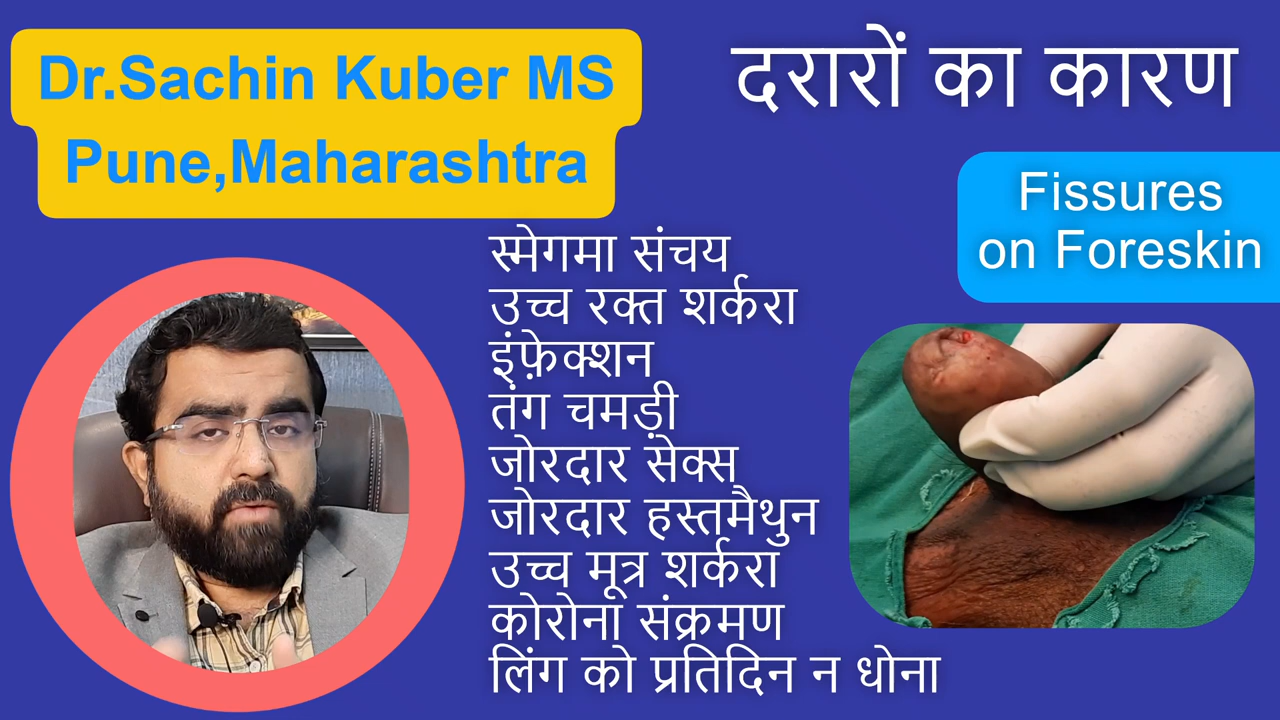 Dr.Sachin Kuber MS
Pune,Maharashtra
दरारों का कारण
Fissures
on Foreskin
स्मेगमा संचय
उच्च रक्त शर्करा
इंफ़ेक्शन
तंग चमड़ी
जोरदार सेक्स
जोरदार हस्तमैथुन
उच्च मूत्र शर्करा
कोरोना संक्रमण
लिंग को प्रतिदिन न धोना